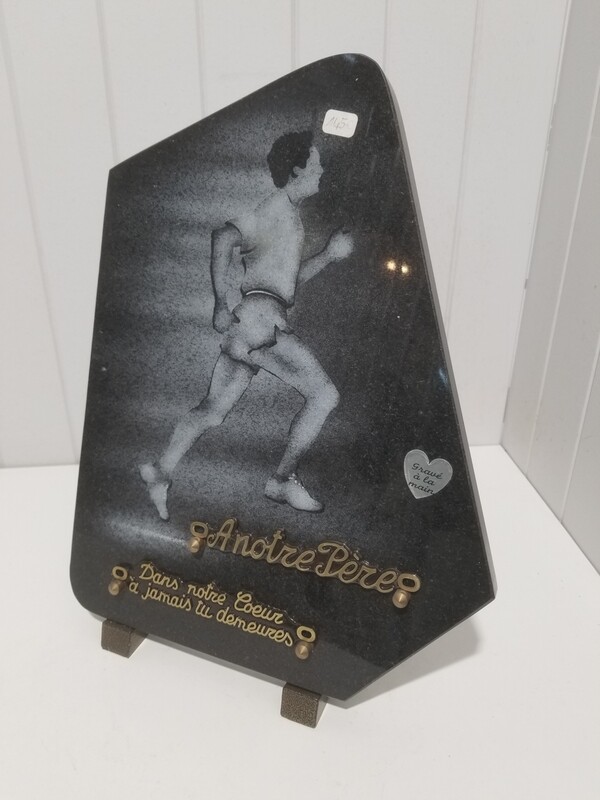 Gravé
à la
main
A notre Père
Dans notre Coeur
à jamais tu demeures